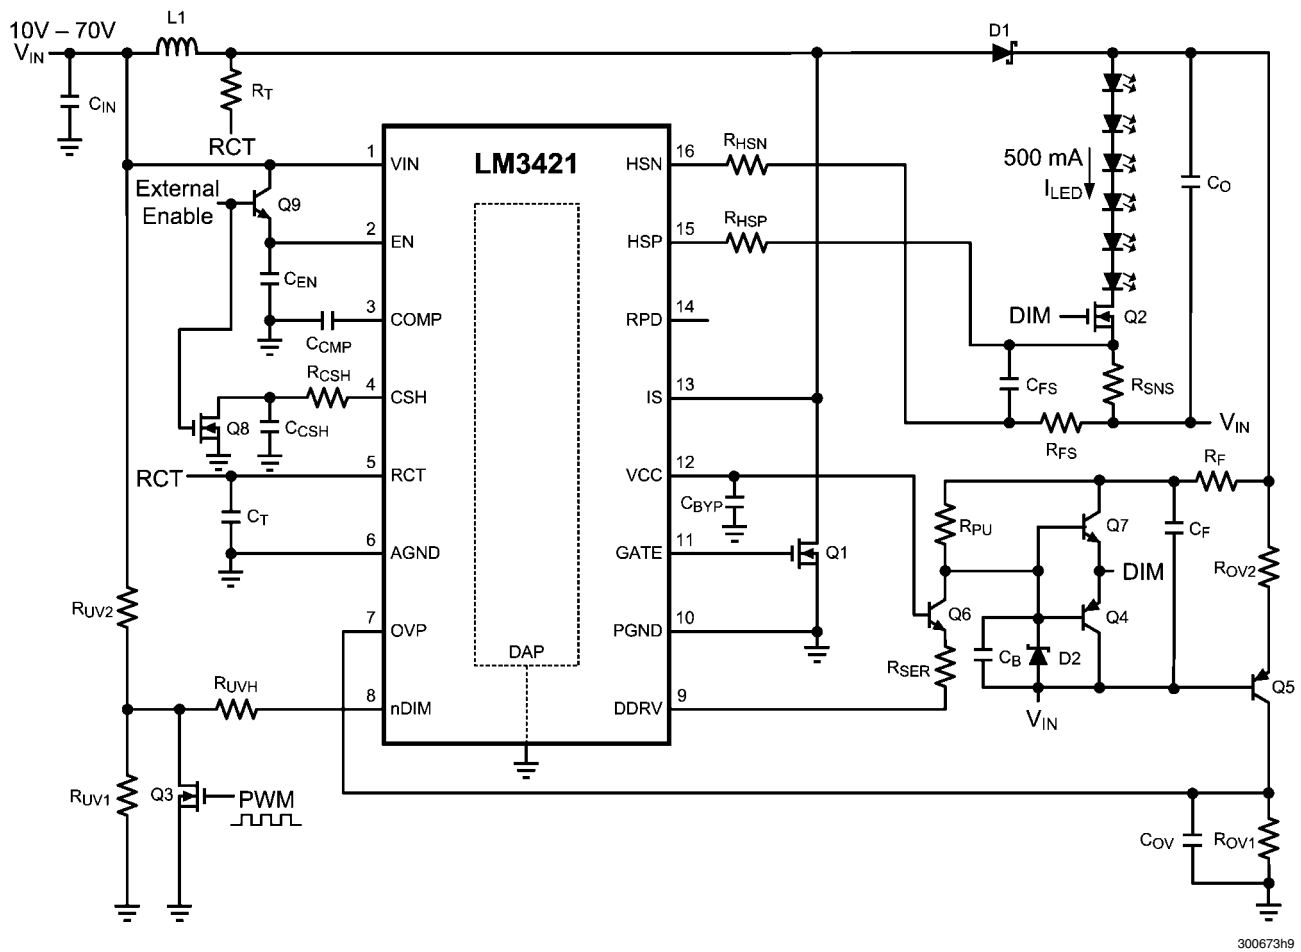 10V – 70V
VIN
L1
D1
CIN
RT
RCT
LM3421
1 VIN
HSN 16
RHSN
500 mA
ILED
CO
External
Enable
Q9
2 EN
HSP 15
RHSP
CEN
3 COMP
RPD 14
DIM
Q2
CCMP
RCSH
4 CSH
IS 13
CFS
RSNS
Q8
CCSH
RFS
VIN
RCT
5 RCT
VCC 12
RF
CBYP
RPU
Q7
CF
CT
6 AGND
GATE 11
Q1
DIM
ROV2
RUV2
7 OVP
PGND 10
Q6
Q4
DAP
RSER
CB
D2
Q5
RUVH
8 nDIM
DDRV 9
VIN
RUV1
Q3
PWM
COV
ROV1
300673h9